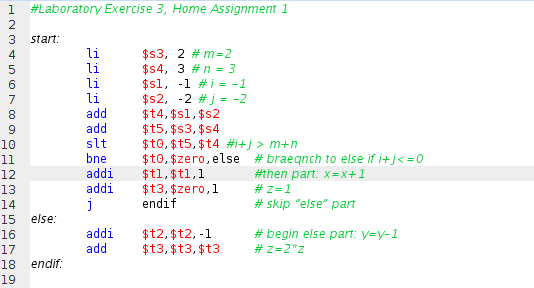 1 #Laboratory Exercise 3, Home Assignment 1
2
3 start:
4 li $s3, 2 # m=2
5 li $s4, 3 # n = 3
6 li $s1, -1 # i = -1
7 li $s2, -2 # j = -2
8 add $t4,$s1,$s2
9 add $t5,$s3,$s4
10 slt $t0,$t5,$t4 #i+j > m+n
11 bne $t0,$zero,else # braeqnch to else if i+j<=0
12 addi $t1,$t1,1 #then part: x=x+1
13 addi $t3,$zero,1 # z=1
14 j endif # skip "else" part
15 else:
16 addi $t2,$t2,-1 # begin else part: y=y-1
17 add $t3,$t3,$t3 # z=2*z
18 endif:
19